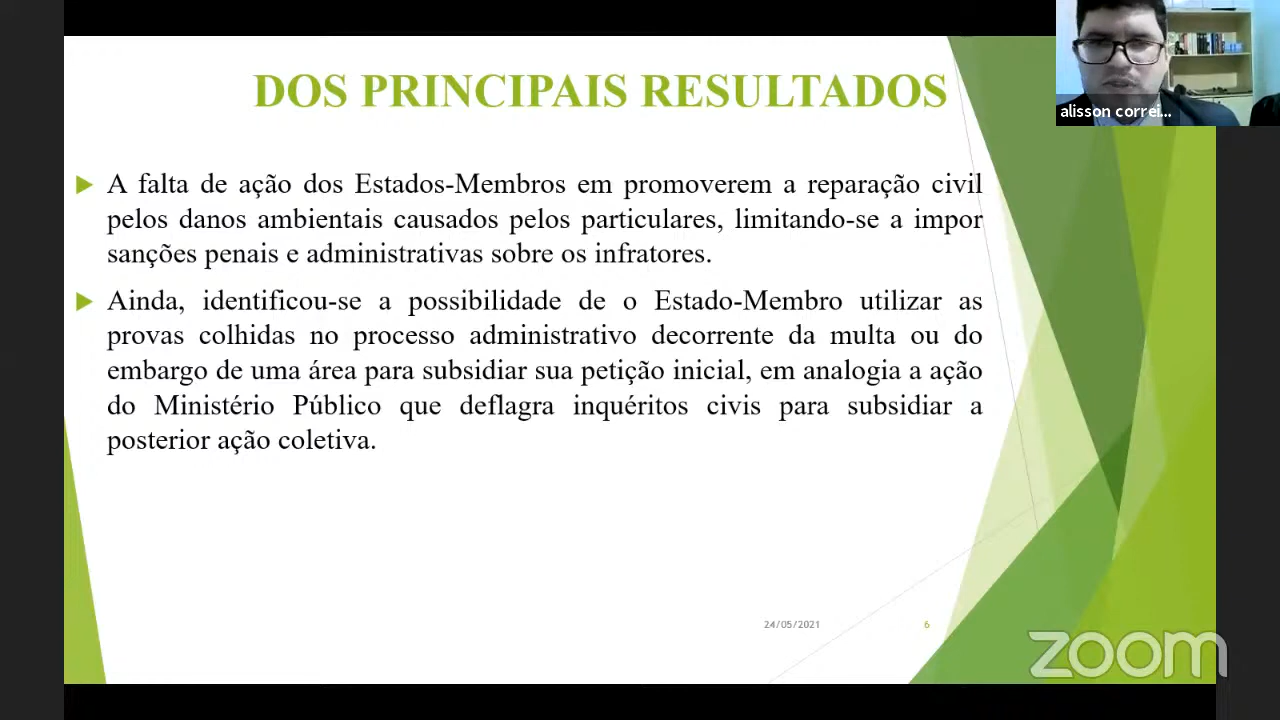 DOS PRINCIPAIS RESULTADOS
alisson correi...
A falta de ação dos Estados-Membros em promoverem a reparação civil
pelos danos ambientais causados pelos particulares, limitando-se a impor
sanções penais e administrativas sobre os infratores.
Ainda, identificou-se a possibilidade de o Estado-Membro utilizar as
provas colhidas no processo administrativo decorrente da multa ou do
embargo de uma área para subsidiar sua petição inicial, em analogia a ação
do Ministério Público que deflagra inquéritos civis para subsidiar a
posterior ação coletiva.
24/05/2021
6
zoom